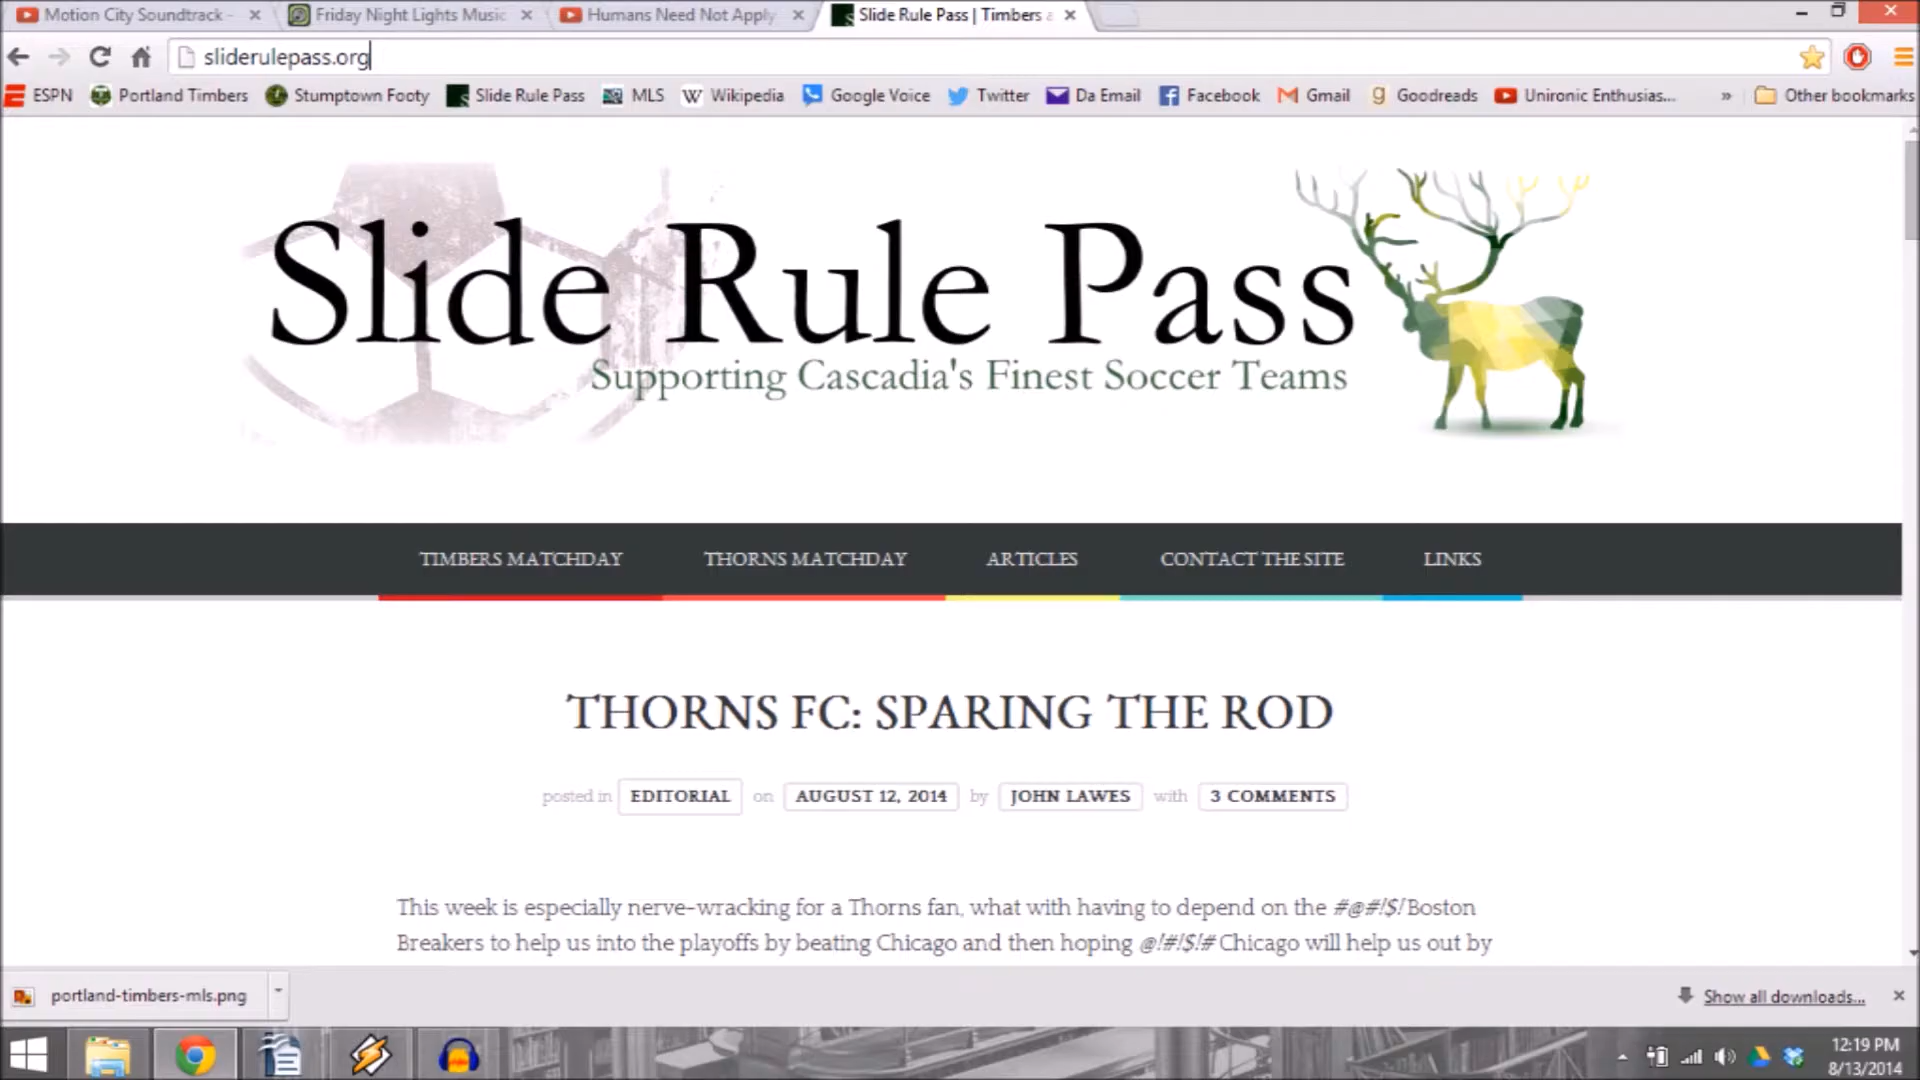 Motion City Soundtrack -
Friday Night Lights Music
Humans Need Not Apply
Slide Rule Pass | Timbers a
sliderulepass.org
ESPN
Portland Timbers
Stumptown Footy
Slide Rule Pass
MLS
Wikipedia
Google Voice
Twitter
Da Email
Facebook
Gmail
Goodreads
Unironic Enthusias...
»
Other bookmarks
Slide Rule Pass
Supporting Cascadia's Finest Soccer Teams
TIMBERS MATCHDAY
THORNS MATCHDAY
ARTICLES
CONTACT THE SITE
LINKS
THORNS FC: SPARING THE ROD
posted in EDITORIAL on AUGUST 12, 2014 by JOHN LAWES with 3 COMMENTS
This week is especially nerve-wracking for a Thorns fan, what with having to depend on the #@#!$! Boston
Breakers to help us into the playoffs by beating Chicago and then hoping @!#!$!# Chicago will help us out by
portland-timbers-mls.png
Show all downloads...
12:19 PM
8/13/2014